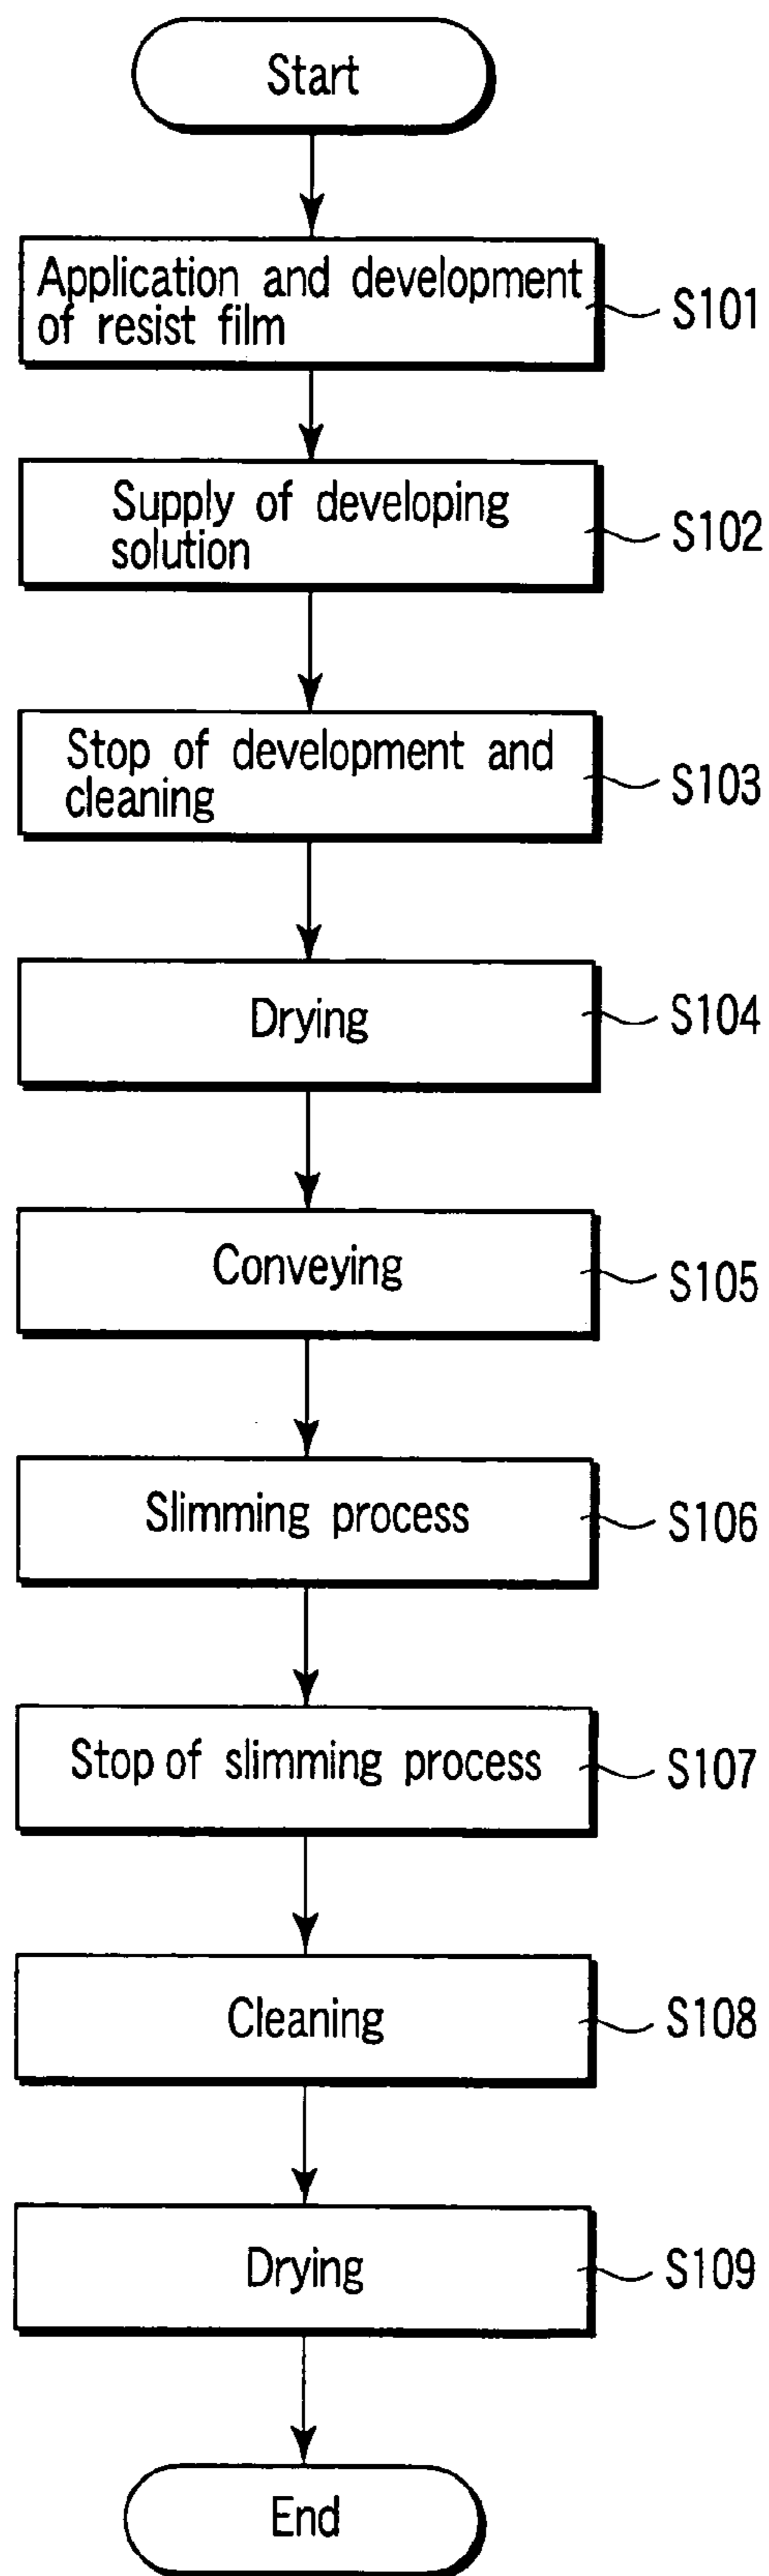 Start
Application and development
of resist film
S101
Supply of developing
solution
S102
Stop of development and
cleaning
S103
Drying
S104
Conveying
S105
Slimming process
S106
Stop of slimming process
S107
Cleaning
S108
Drying
S109
End